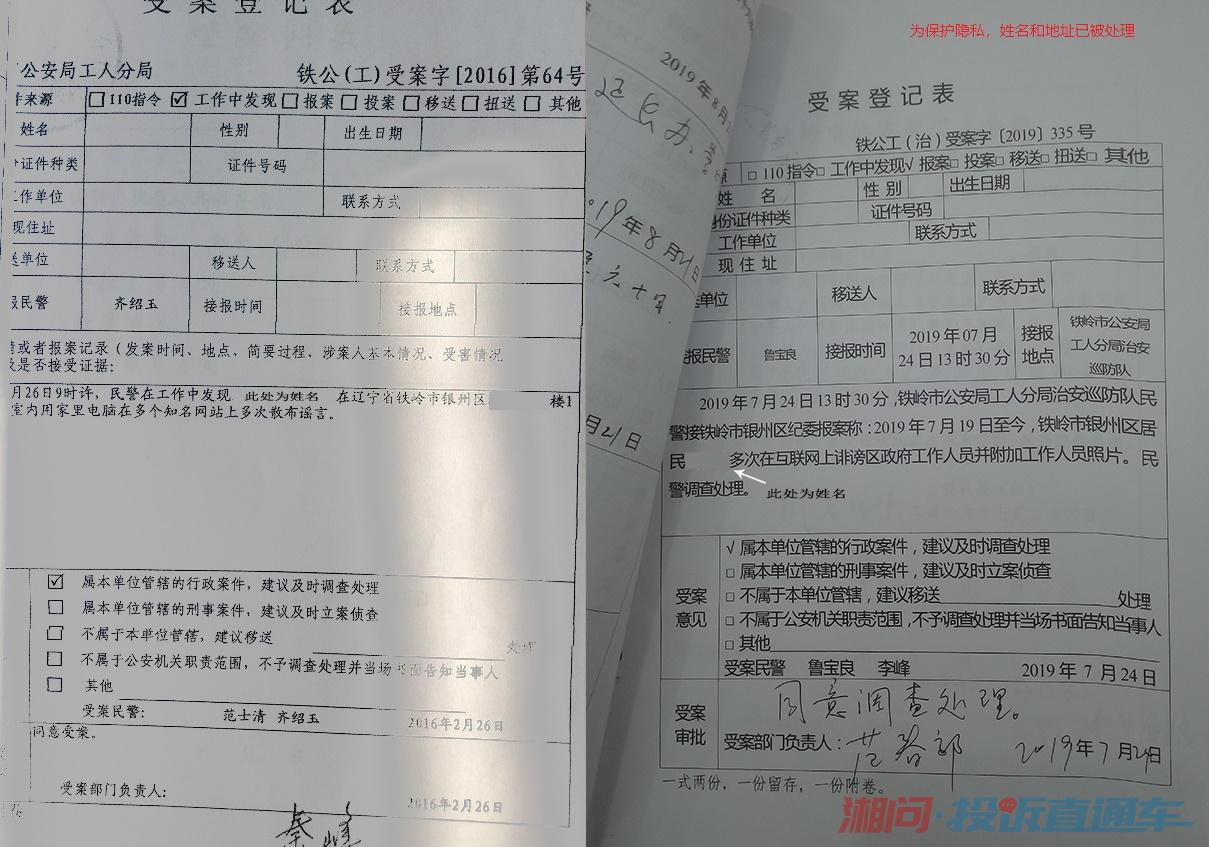 受案登记表
公安局工人分局
铁公(工)受案字[2016]第64号
件来源 □110指令 ☑ 工作中发现 □ 报案 □ 投案 □ 移送 □ 扭送 □ 其他
姓名 性别 出生日期
证件种类 证件号码
工作单位 联系方式
现住址
送单位 移送人 联系方式
报民警 齐绍玉 接报时间 接报地点
情或者报案记录(发案时间、地点、简要过程、涉案人基本情况、受害情况
及是否接受证据:
月26日9时许，民警在工作中发现 此处为姓名 在辽宁省铁岭市银州区 楼1
室内用家里电脑在多个知名网站上多次散布谣言。
☑ 属本单位管辖的行政案件，建议及时调查处理
□ 属本单位管辖的刑事案件，建议及时立案侦查
□ 不属于本单位管辖，建议移送 处理
□ 不属于公安机关职责范围，不予调查处理并当场书面告知当事人
□ 其他
受案民警: 范士清 齐绍玉 2016年2月26日
同意受案。
受案部门负责人: 2016年2月26日
秦峰
2019年8月2
19年8月21日
月21日
为保护隐私，姓名和地址已被处理
受案登记表
铁公工（治）受案字〔2019〕335号
源 □110指令□ 工作中发现√ 报案□ 投案□ 移送□ 扭送□ 其他
姓 名 性 别 出生日期
身份证件种类 证件号码
工作单位 联系方式
现 住 址
单位 移送人 联系方式
接报民警 鲁宝良 接报时间 2019年07月24日13时30分 接报地点 铁岭市公安局工人分局治安巡防队
2019年7月24日13时30分，铁岭市公安局工人分局治安巡防队民
警接铁岭市银州区纪委报案称：2019年7月19日至今，铁岭市银州区居
民 多次在互联网上诽谤区政府工作人员并附加工作人员照片。民
警调查处理。 此处为姓名
受案意见
√ 属本单位管辖的行政案件，建议及时调查处理
□ 属本单位管辖的刑事案件，建议及时立案侦查
□ 不属于本单位管辖，建议移送 处理
□ 不属于公安机关职责范围，不予调查处理并当场书面告知当事人
□ 其他
受案民警 鲁宝良 李峰 2019年7月24日
受案审批
同意调查处理。
受案部门负责人： 2019年7月24日
一式两份，一份留存，一份附卷。
湘问·投诉直通车